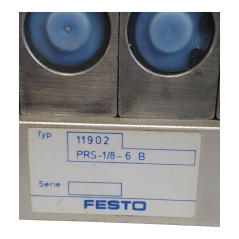 Typ
11902
PRS-1/8-6 B
Serie
FESTO